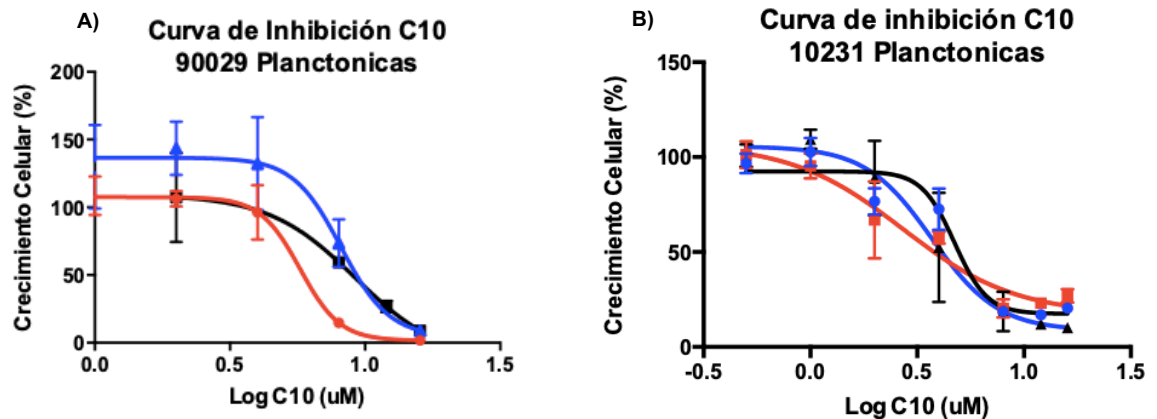 A)
Curva de Inhibición C10
90029 Planctonicas
Crecimiento Celular (%)
200
150
100
50
0
0.0
0.5
1.0
1.5
Log C10 (uM)
B)
Curva de inhibición C10
10231 Planctonicas
Crecimiento Celular (%)
150
100
50
0
-0.5
0.0
0.5
1.0
1.5
Log C10 (uM)